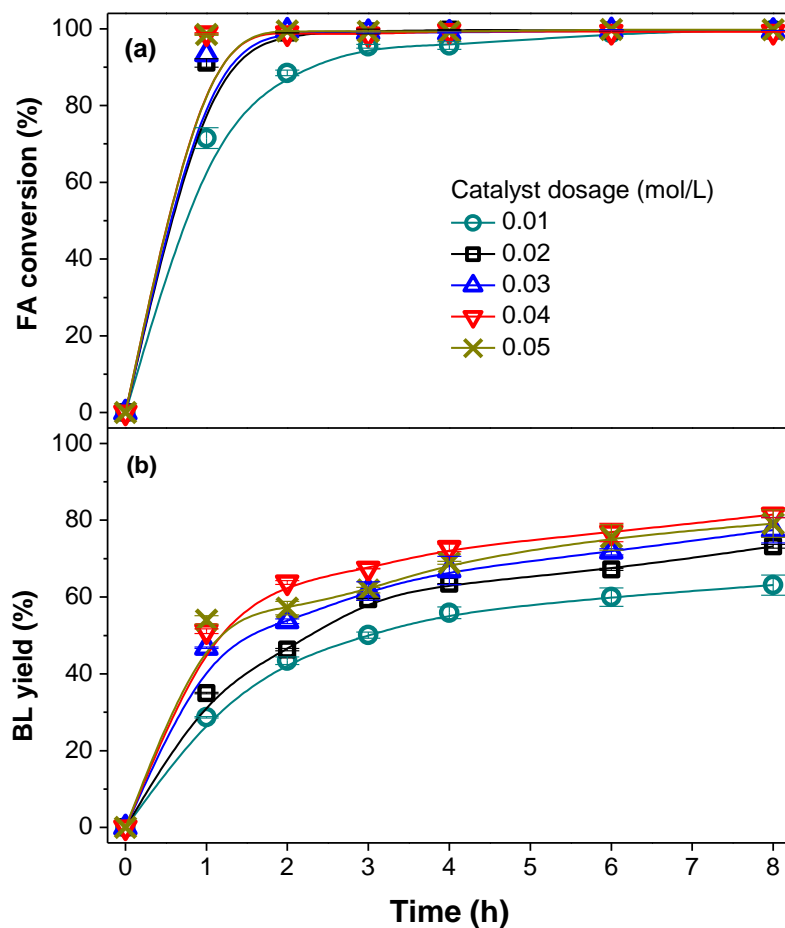 (a)
FA conversion (%)
100
80
60
40
20
0
Catalyst dosage (mol/L)
0.01
0.02
0.03
0.04
0.05
(b)
BL yield (%)
100
80
60
40
20
0
0 1 2 3 4 5 6 7 8
Time (h)